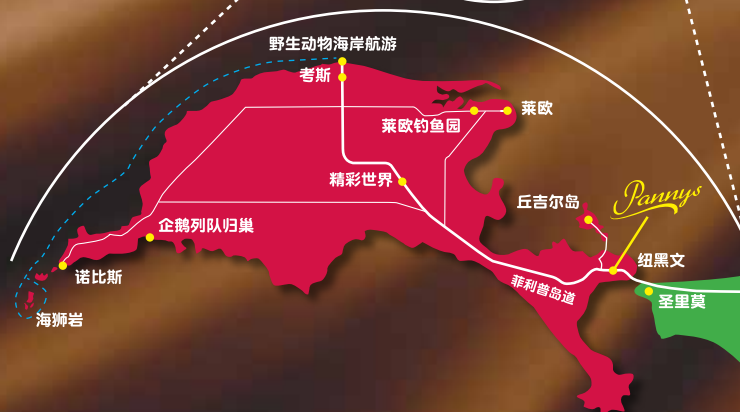 野生动物海岸航游
考斯
莱欧
莱欧钓鱼园
精彩世界
Pannys
丘吉尔岛
企鹅列队归巢
纽黑文
诺比斯
菲利普岛道
圣里莫
海狮岩